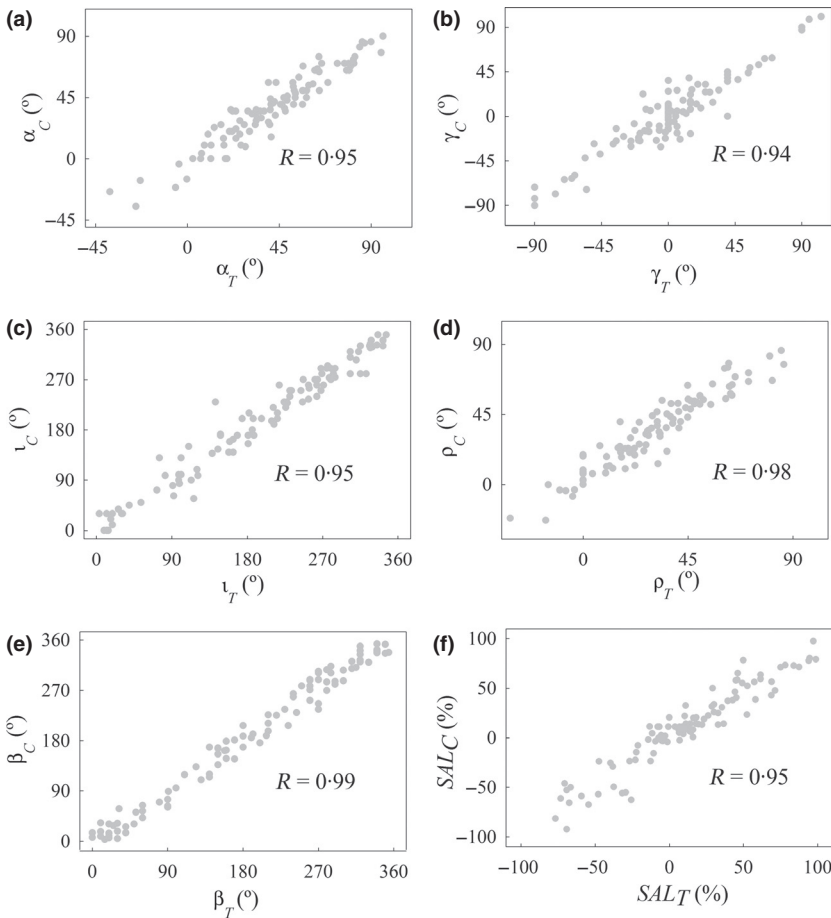 (a)
90
45
0
−45
α_C (º)
R = 0·95
−45 0 45 90
α_T (º)
(b)
90
45
0
−45
−90
γ_C (º)
R = 0·94
−90 −45 0 45 90
γ_T (º)
(c)
360
270
180
90
0
ι_C (º)
R = 0·95
0 90 180 270 360
ι_T (º)
(d)
90
45
0
ρ_C (º)
R = 0·98
0 45 90
ρ_T (º)
(e)
360
270
180
90
0
β_C (º)
R = 0·99
0 90 180 270 360
β_T (º)
(f)
100
50
0
−50
−100
SAL_C (%)
R = 0·95
−100 −50 0 50 100
SAL_T (%)